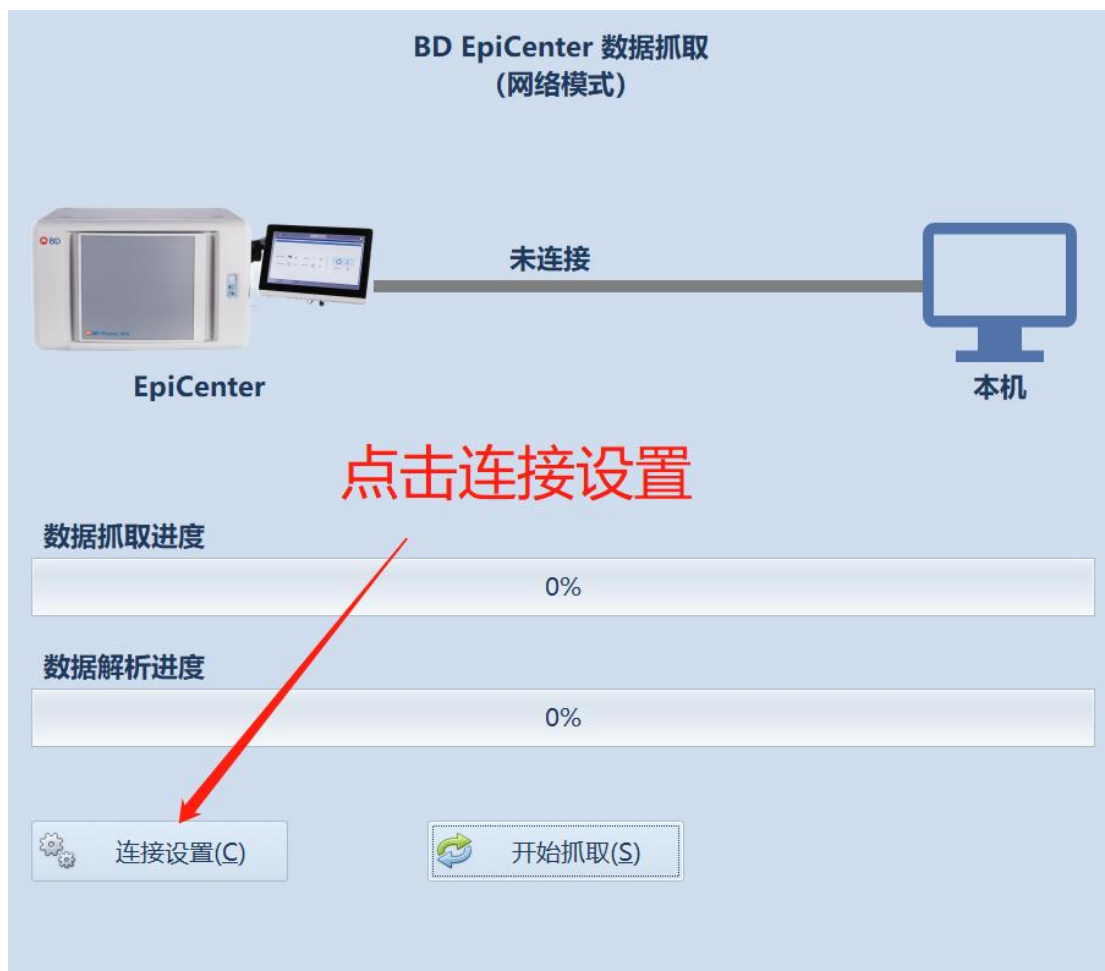 BD EpiCenter 数据抓取
(网络模式)
BD
未连接
EpiCenter
本机
点击连接设置
数据抓取进度
0%
数据解析进度
0%
连接设置(C)
开始抓取(S)